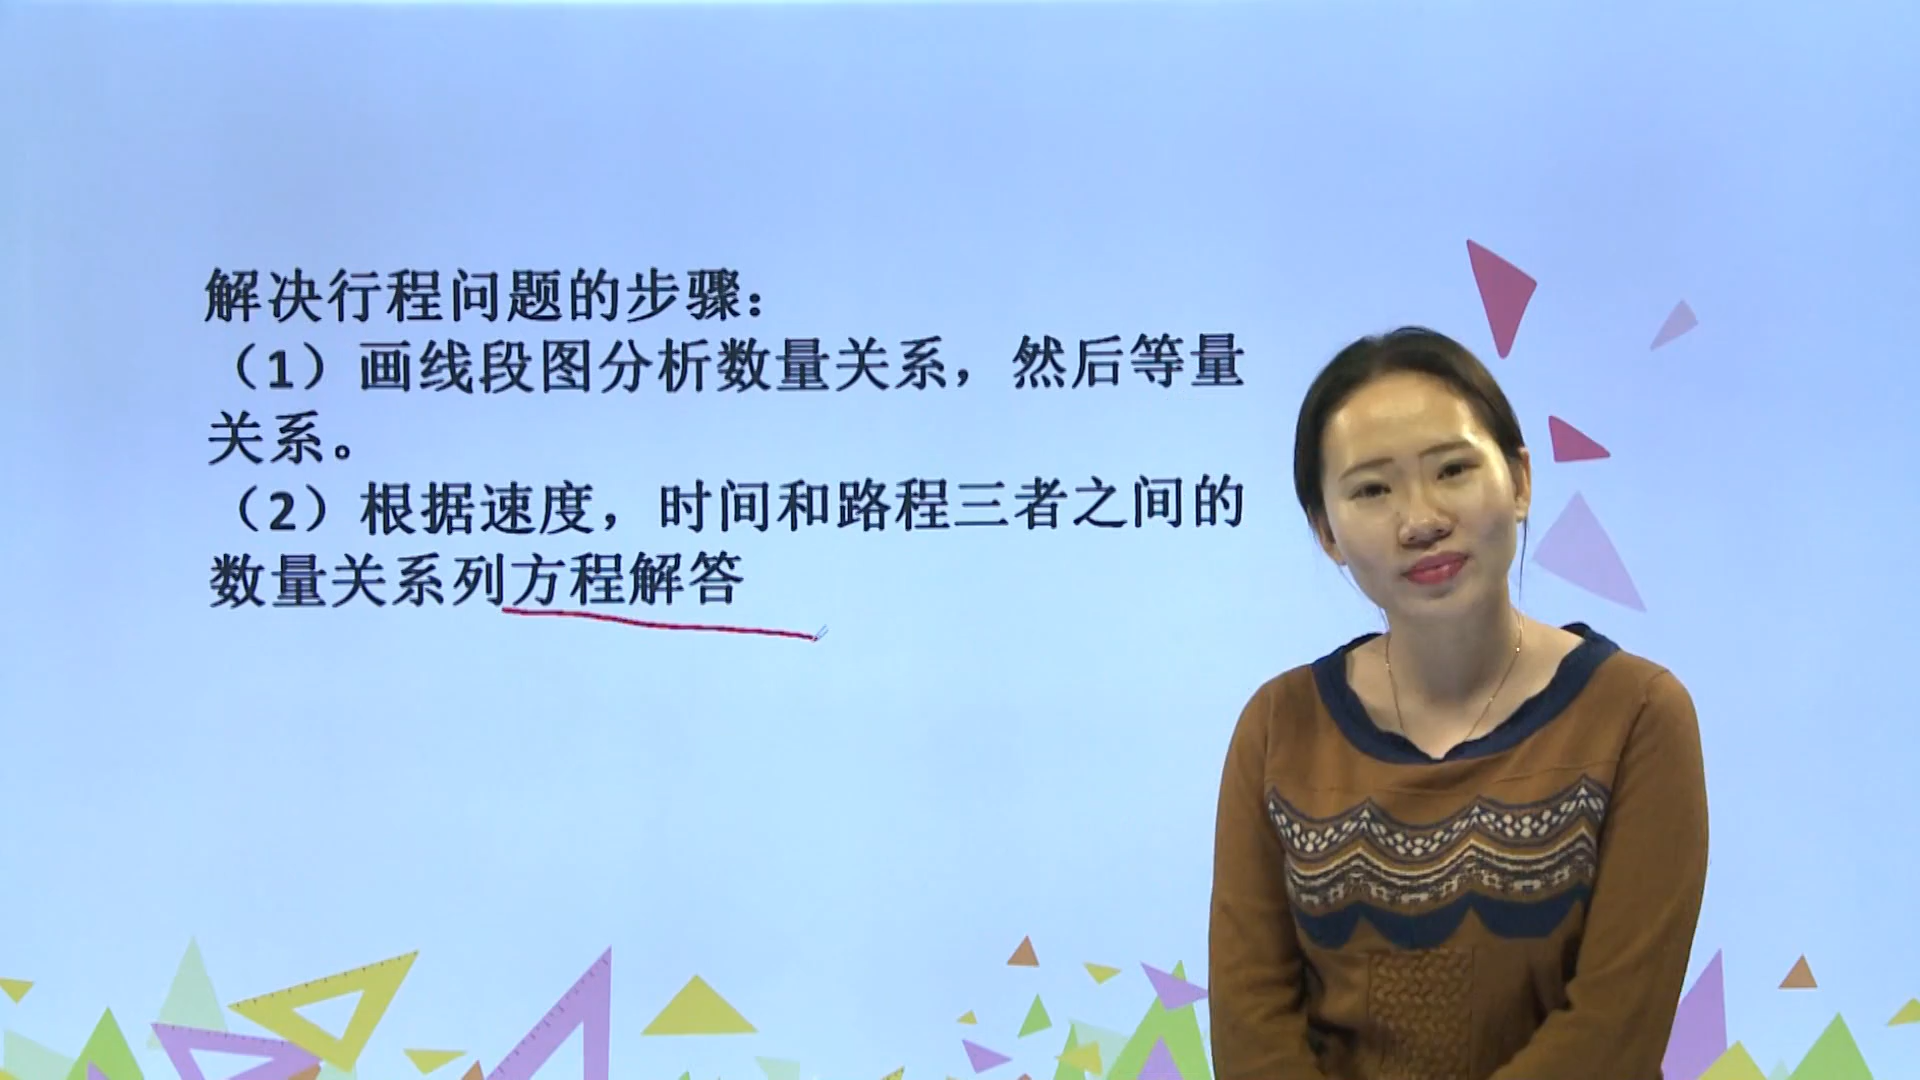 解决行程问题的步骤：
（1）画线段图分析数量关系，然后等量
关系。
（2）根据速度，时间和路程三者之间的
数量关系列方程解答